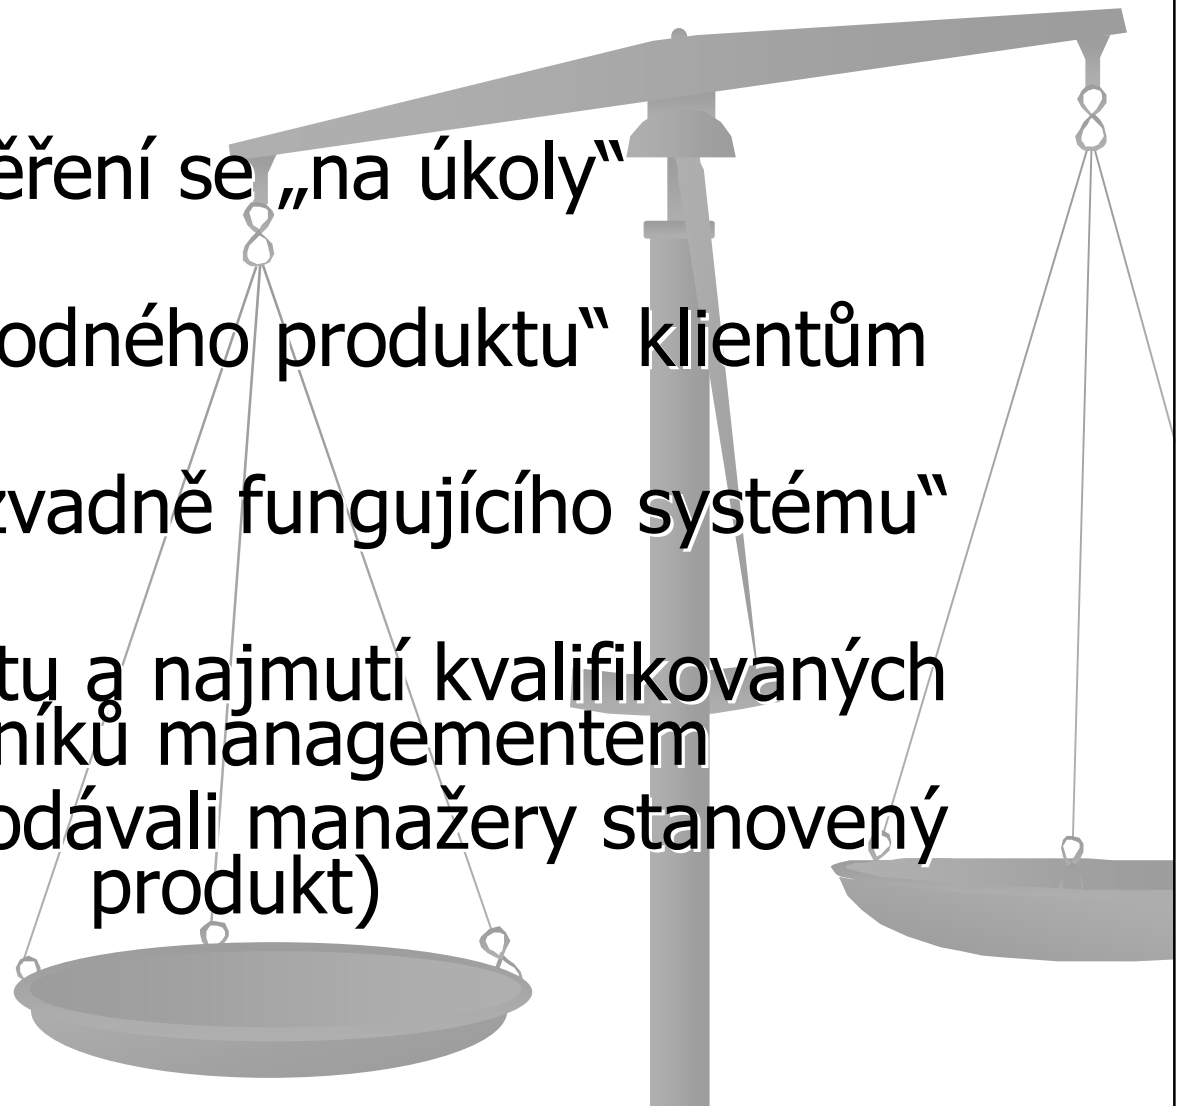 ěření se „na úkoly“
odného produktu“ klientům
zvadně fungujícího systému“
tu a najmutí kvalifikovaných
níků managementem
odávali manažery stanovený
produkt)